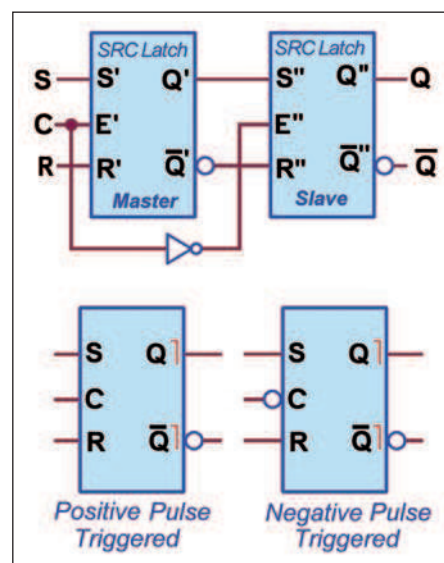 SRC Latch SRC Latch
S S' Q' S" Q" Q
C E' E"
R R' Q̅' R" Q̅" Q̅
Master Slave
S Q S Q
C C
R Q̅ R Q̅
Positive Pulse Triggered
Negative Pulse Triggered